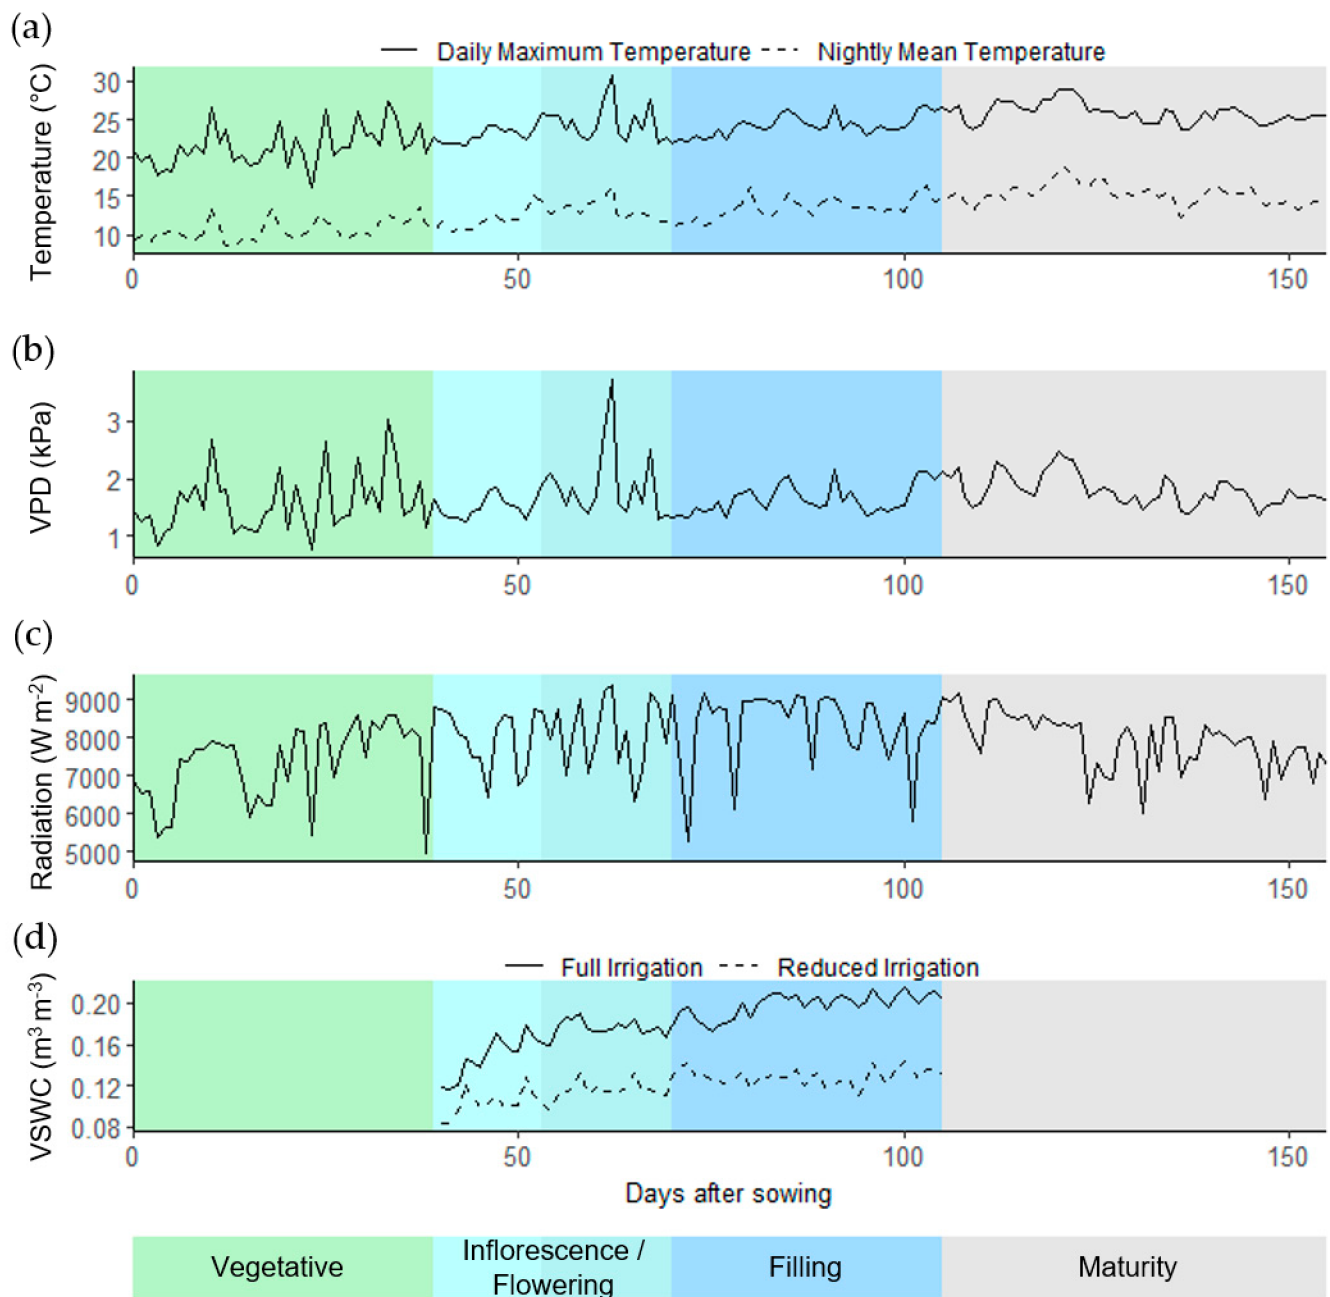 (a)
Daily Maximum Temperature Nightly Mean Temperature
Temperature (°C)
30
25
20
15
10
0 50 100 150
(b)
VPD (kPa)
3
2
1
0 50 100 150
(c)
Radiation (W m⁻²)
9000
8000
7000
6000
5000
0 50 100 150
(d)
Full Irrigation Reduced Irrigation
VSWC (m³ m⁻³)
0.20
0.16
0.12
0.08
0 50 100 150
Days after sowing
Vegetative Inflorescence / Filling Maturity
Flowering